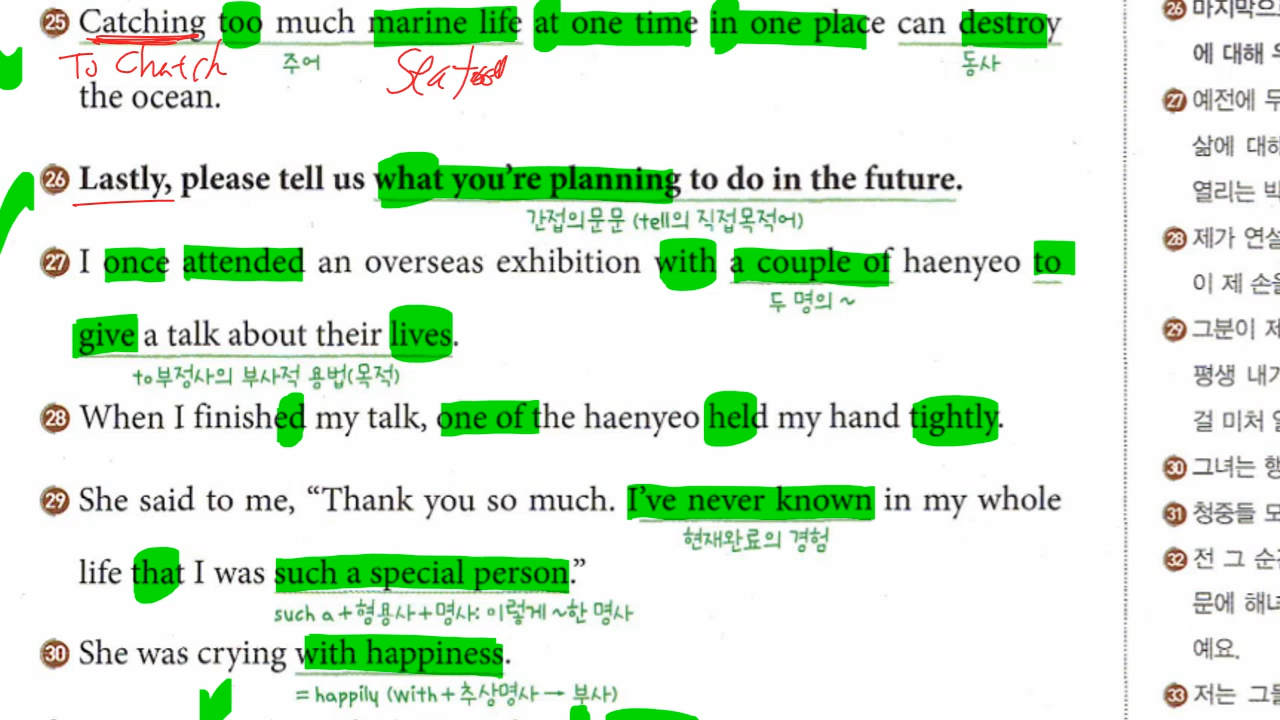 ㉕ Catching too much marine life at one time in one place can destroy
To Chatch 주어 동사
the ocean.
㉖ Lastly, please tell us what you're planning to do in the future.
간접의문문 (tell의 직접목적어)
㉗ I once attended an overseas exhibition with a couple of haenyeo to
두 명의 ~
give a talk about their lives.
to부정사의 부사적 용법(목적)
㉘ When I finished my talk, one of the haenyeo held my hand tightly.
㉙ She said to me, “Thank you so much. I've never known in my whole
현재완료의 경험
life that I was such a special person.”
such a + 형용사 + 명사: 이렇게 ~한 명사
㉚ She was crying with happiness.
= happily (with + 추상명사 → 부사)
㉖ 마지막으
에 대해
㉗ 예전에 두
삶에 대해
열리는
㉘ 제가 연설
이 제 손을
㉙ 그분이 제
평생 내가
걸 미처
㉚ 그녀는 행
㉛ 청중들 모
㉜ 전 그 순간
문에 해녀
예요.
㉝ 저는 그들